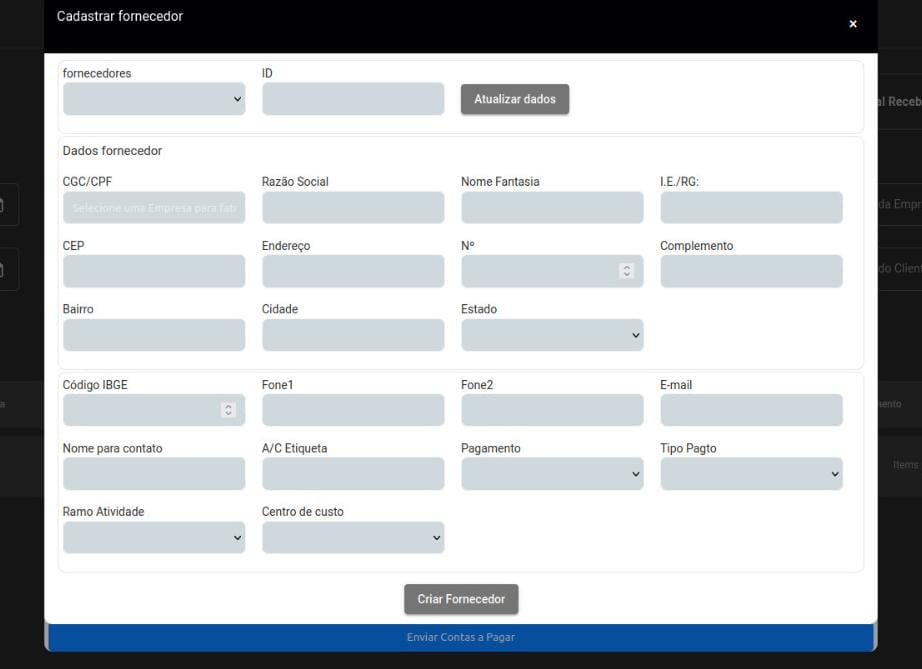 Cadastrar fornecedor
×
fornecedores
ID
Atualizar dados
al Receb
Dados fornecedor
CGC/CPF
Razão Social
Nome Fantasia
I.E./RG:
Selecione uma Empresa para fatu
da Empr
CEP
Endereço
Nº
Complemento
do Client
Bairro
Cidade
Estado
Código IBGE
Fone1
Fone2
E-mail
a
mento
Nome para contato
A/C Etiqueta
Pagamento
Tipo Pagto
Items
Ramo Atividade
Centro de custo
Criar Fornecedor
Enviar Contas a Pagar